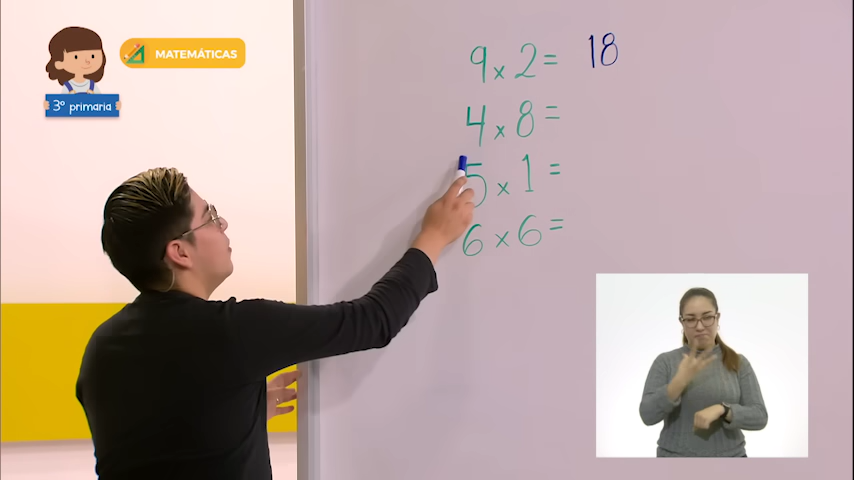 MATEMÁTICAS
3º primaria
9 x 2 = 18
4 x 8 =
5 x 1 =
6 x 6 =